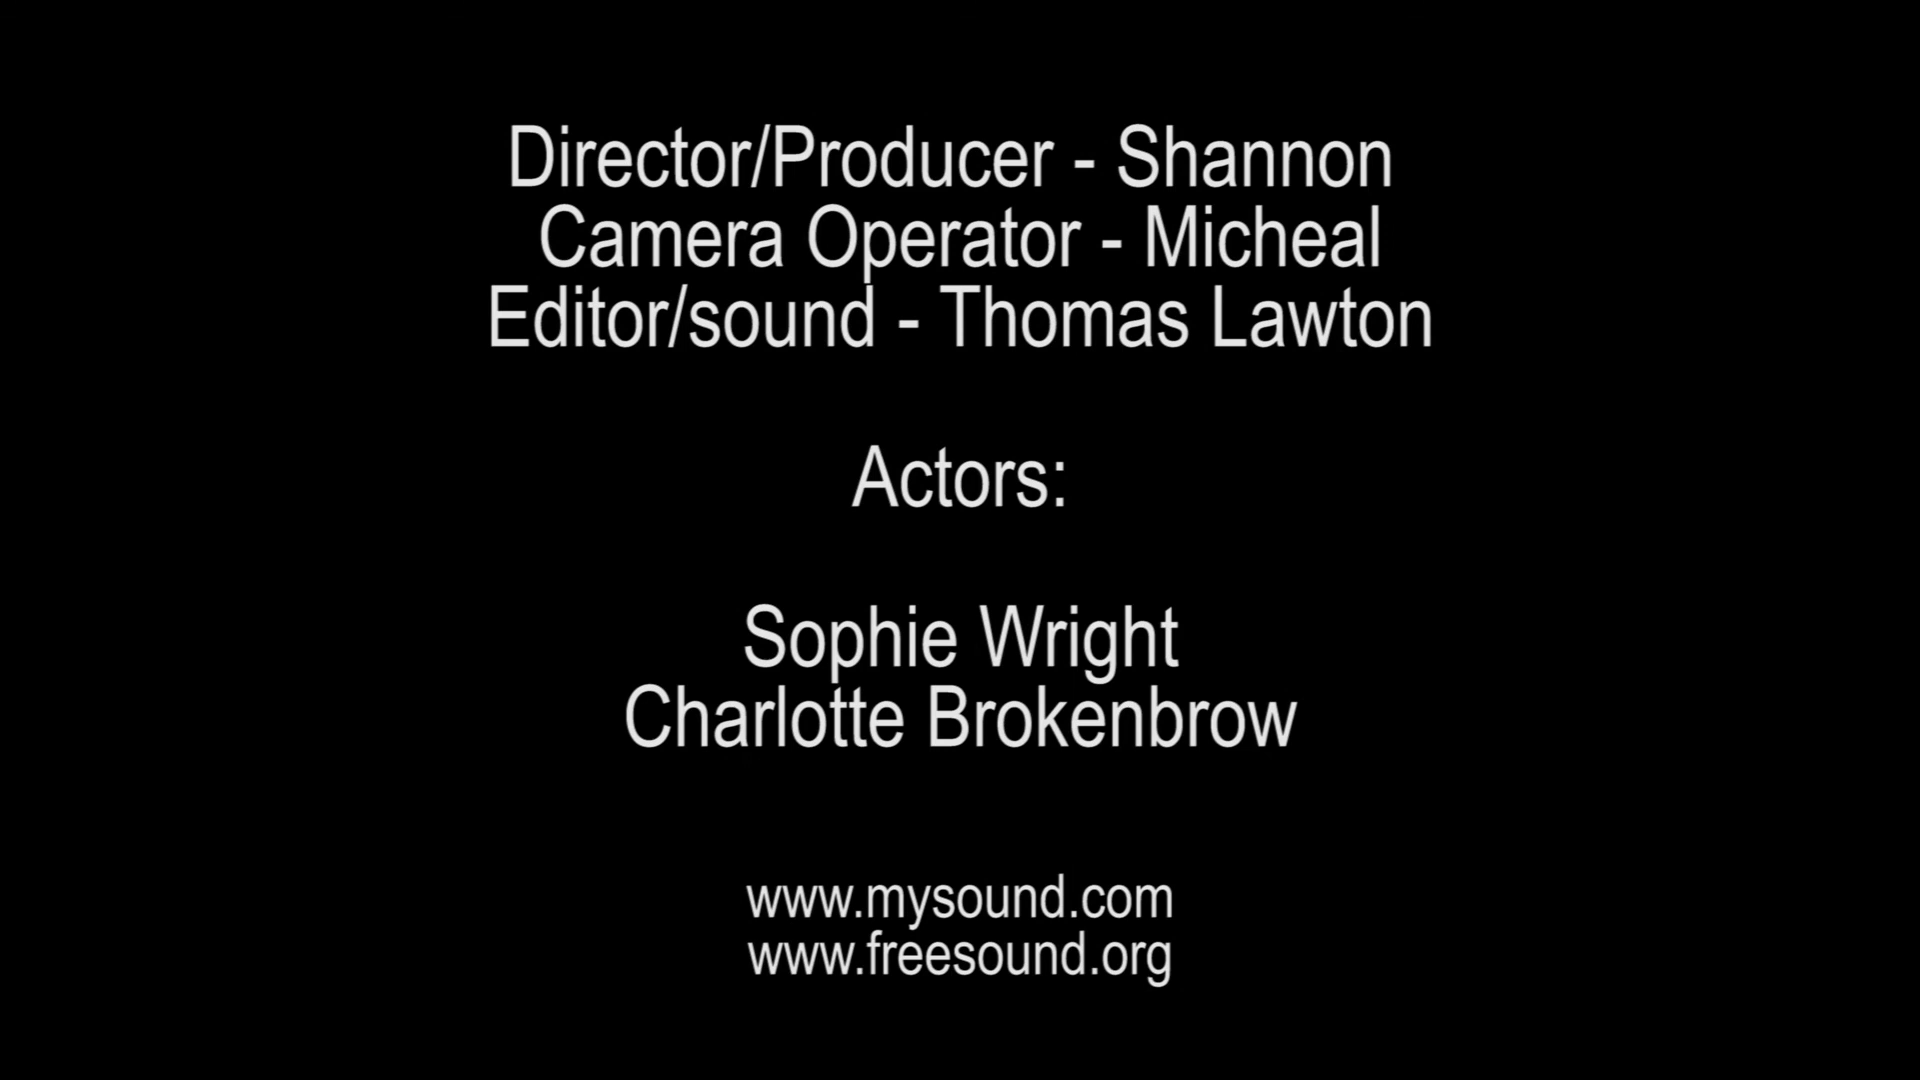 Director/Producer - Shannon
Camera Operator - Micheal
Editor/sound - Thomas Lawton
Actors:
Sophie Wright
Charlotte Brokenbrow
www.mysound.com
www.freesound.org